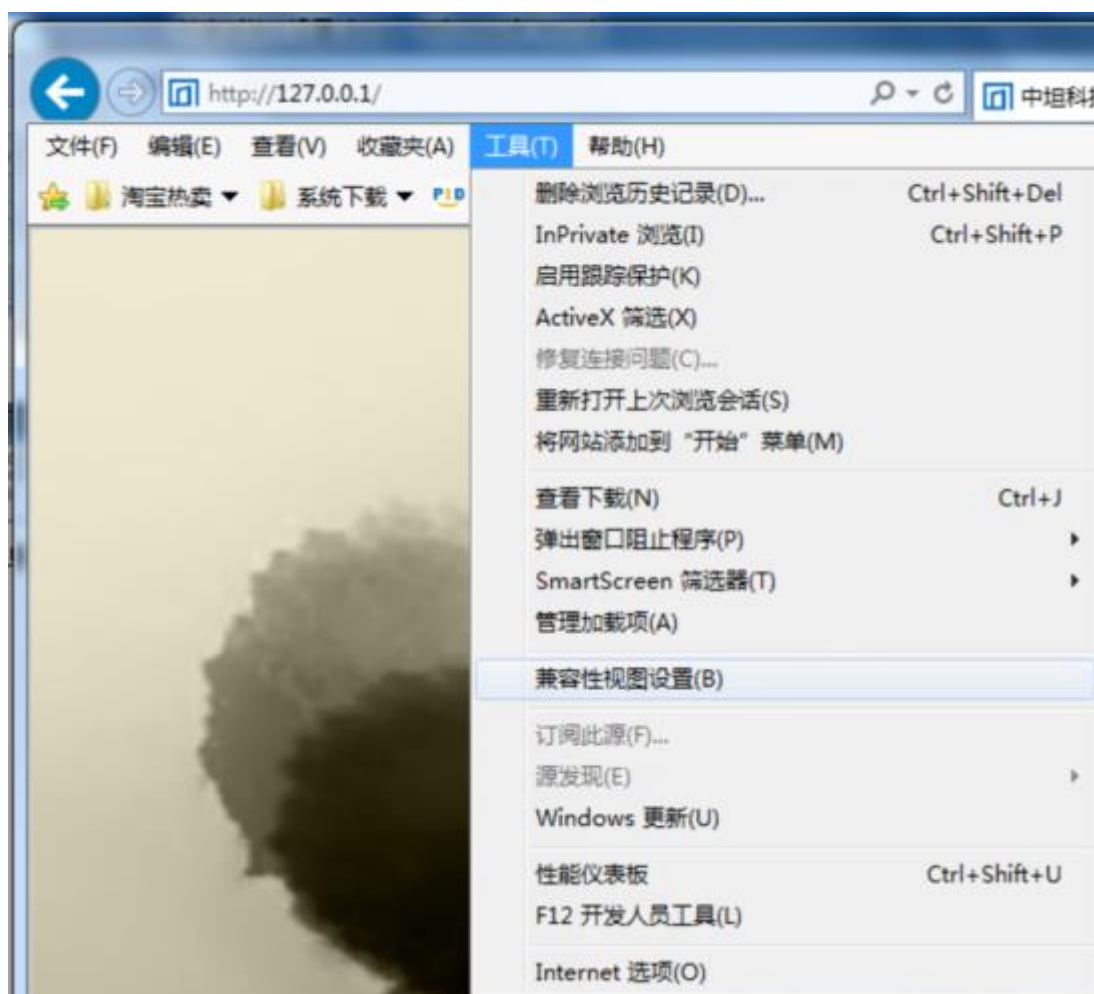 http://127.0.0.1/
中坦科
文件(F) 编辑(E) 查看(V) 收藏夹(A) 工具(T) 帮助(H)
淘宝热卖 系统下载
删除浏览历史记录(D)... Ctrl+Shift+Del
InPrivate 浏览(I) Ctrl+Shift+P
启用跟踪保护(K)
ActiveX 筛选(X)
修复连接问题(C)...
重新打开上次浏览会话(S)
将网站添加到“开始”菜单(M)
查看下载(N) Ctrl+J
弹出窗口阻止程序(P)
SmartScreen 筛选器(T)
管理加载项(A)
兼容性视图设置(B)
订阅此源(F)...
源发现(E)
Windows 更新(U)
性能仪表板 Ctrl+Shift+U
F12 开发人员工具(L)
Internet 选项(O)